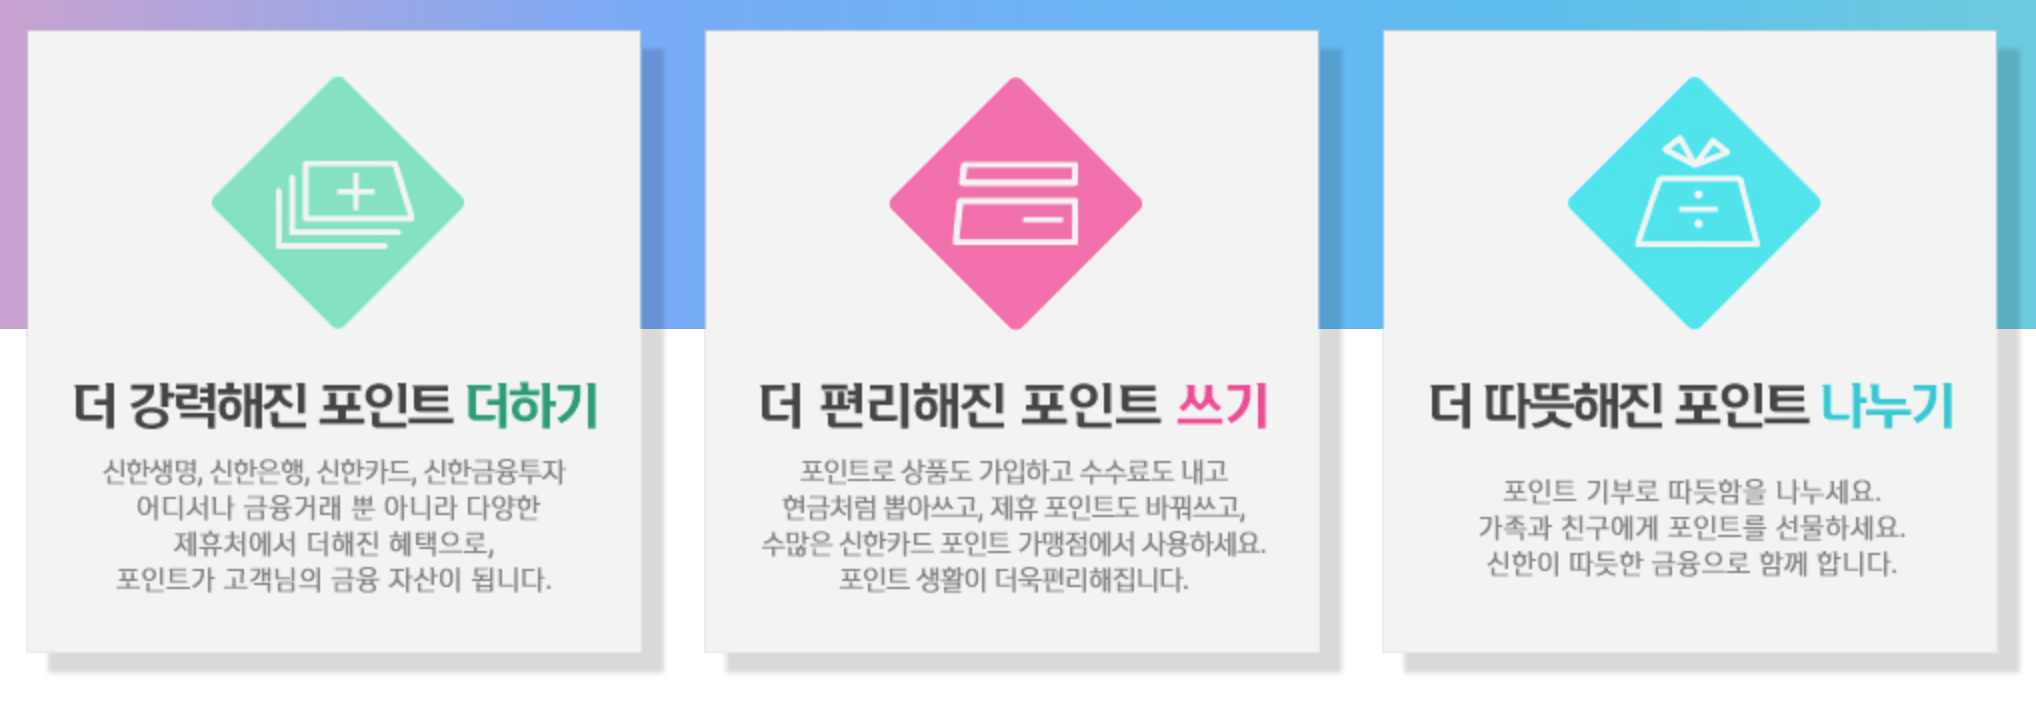 더 강력해진 포인트 더하기
신한생명, 신한은행, 신한카드, 신한금융투자
어디서나 금융거래 뿐 아니라 다양한
제휴처에서 더해진 혜택으로,
포인트가 고객님의 금융 자산이 됩니다.
더 편리해진 포인트 쓰기
포인트로 상품도 가입하고 수수료도 내고
현금처럼 뽑아쓰고, 제휴 포인트도 바꿔쓰고,
수많은 신한카드 포인트 가맹점에서 사용하세요.
포인트 생활이 더욱편리해집니다.
더 따뜻해진 포인트 나누기
포인트 기부로 따듯함을 나누세요.
가족과 친구에게 포인트를 선물하세요.
신한이 따듯한 금융으로 함께 합니다.